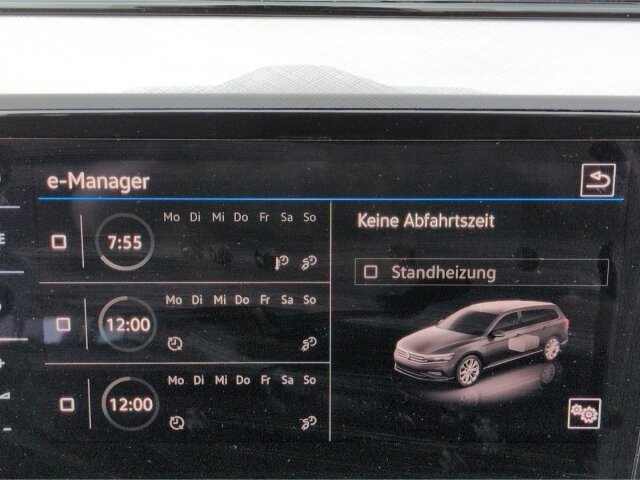 e-Manager
Mo Di Mi Do Fr Sa So
7:55
Mo Di Mi Do Fr Sa So
12:00
Mo Di Mi Do Fr Sa So
12:00
Keine Abfahrtszeit
Standheizung